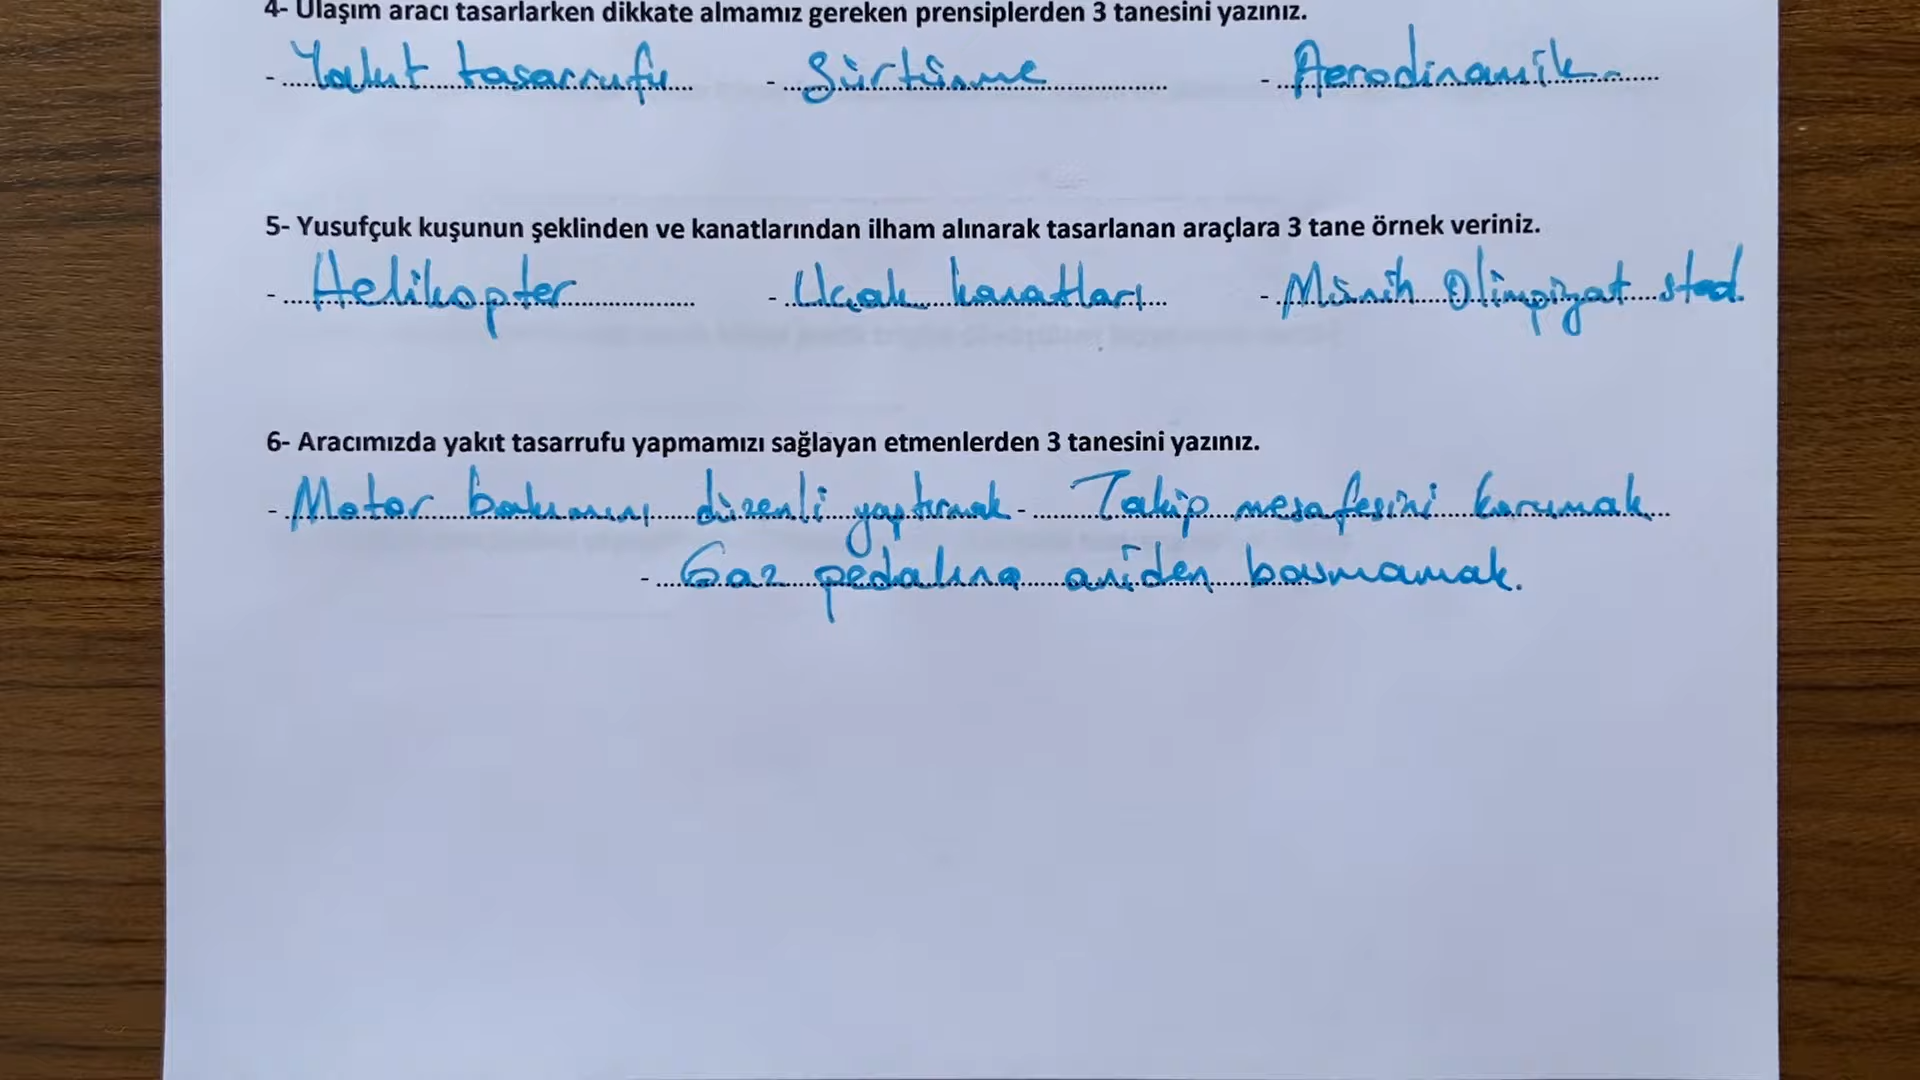 4- Ulaşım aracı tasarlarken dikkate almamız gereken prensiplerden 3 tanesini yazınız.
- Yakıt tasarrufu - Sürtünme - Aerodinamik
5- Yusufçuk kuşunun şeklinden ve kanatlarından ilham alınarak tasarlanan araçlara 3 tane örnek veriniz.
- Helikopter - Uçak kanatları - Münih Olimpiyat stad.
6- Aracımızda yakıt tasarrufu yapmamızı sağlayan etmenlerden 3 tanesini yazınız.
- Motor bakımını düzenli yaptırmak - Takip mesafesini korumak
- Gaz pedalına aniden basmamak.